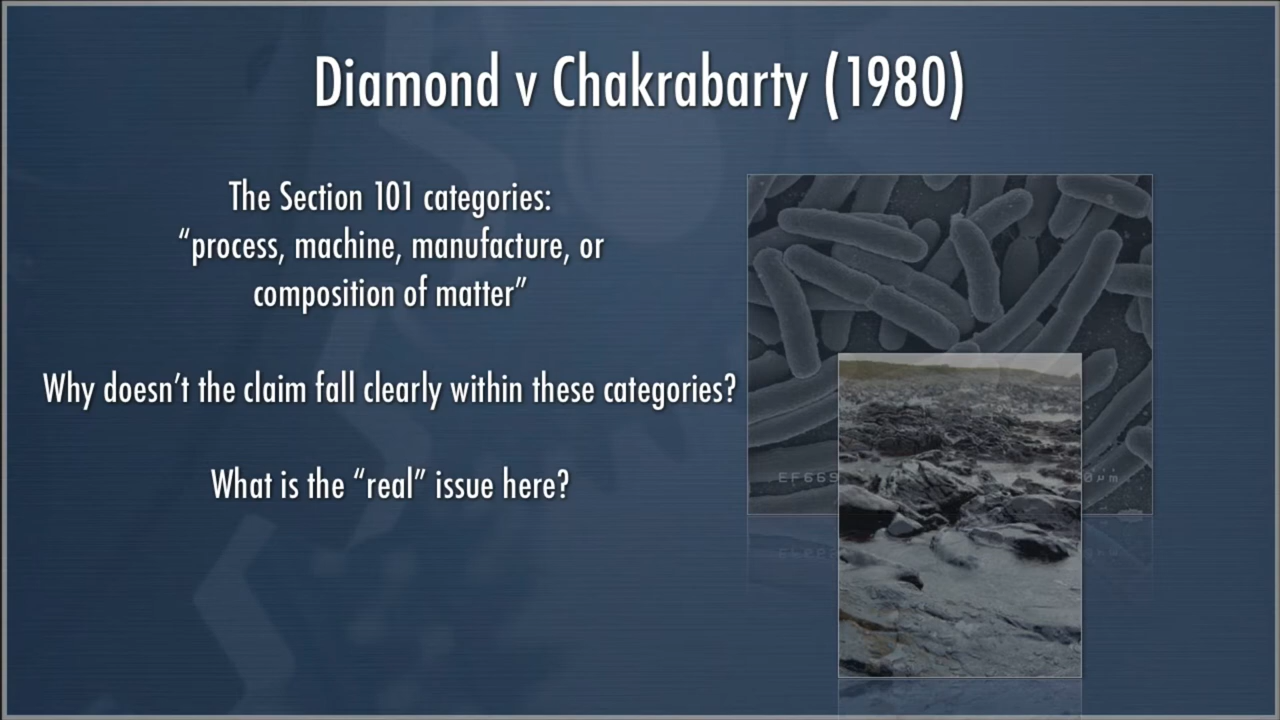 Diamond v Chakrabarty (1980)
The Section 101 categories:
“process, machine, manufacture, or
composition of matter”
Why doesn’t the claim fall clearly within these categories?
What is the “real” issue here?